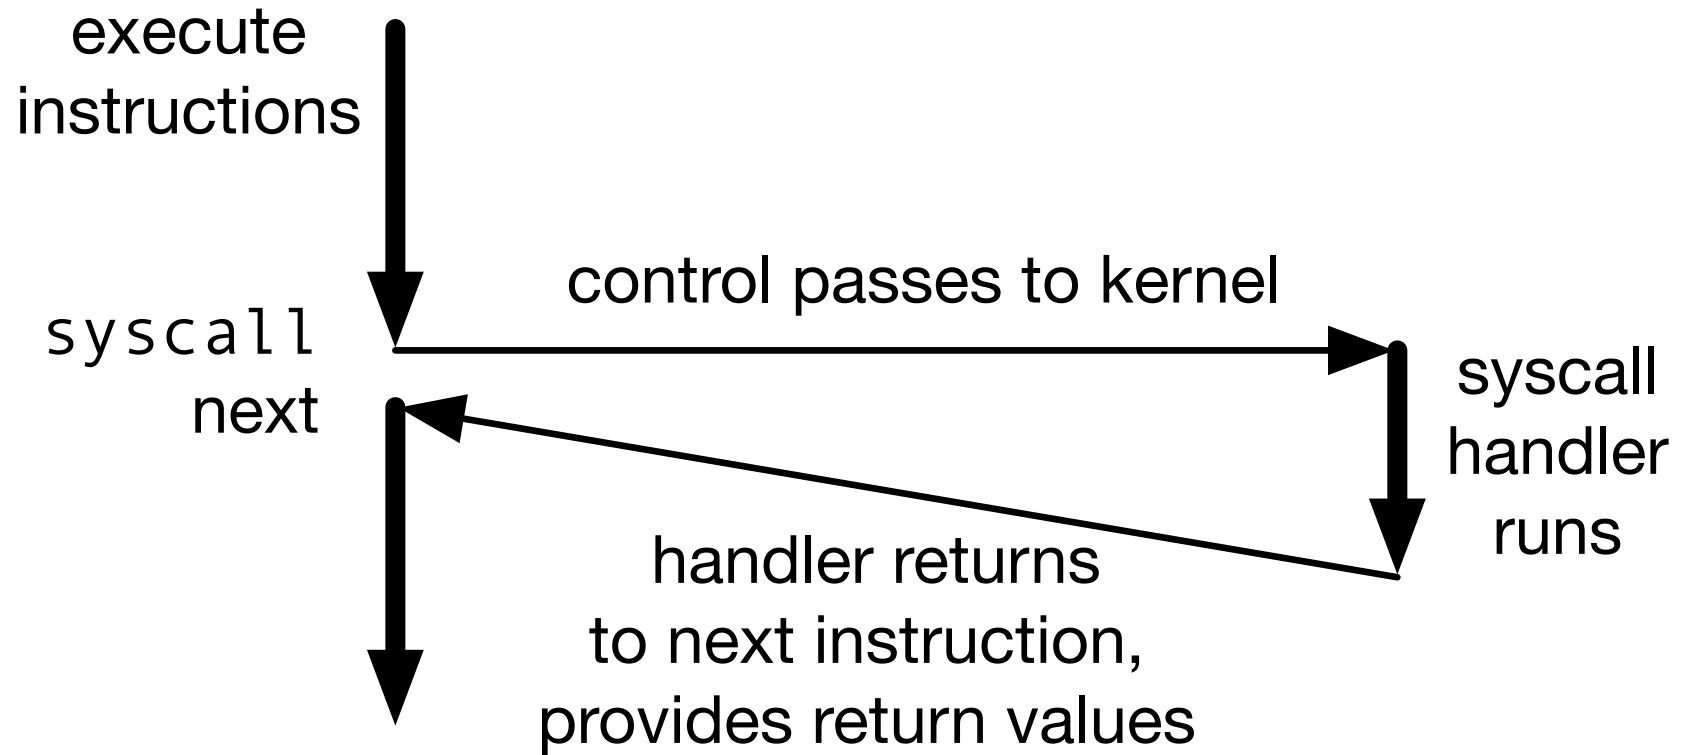 execute
instructions
control passes to kernel
syscall
next
syscall
handler
runs
handler returns
to next instruction,
provides return values